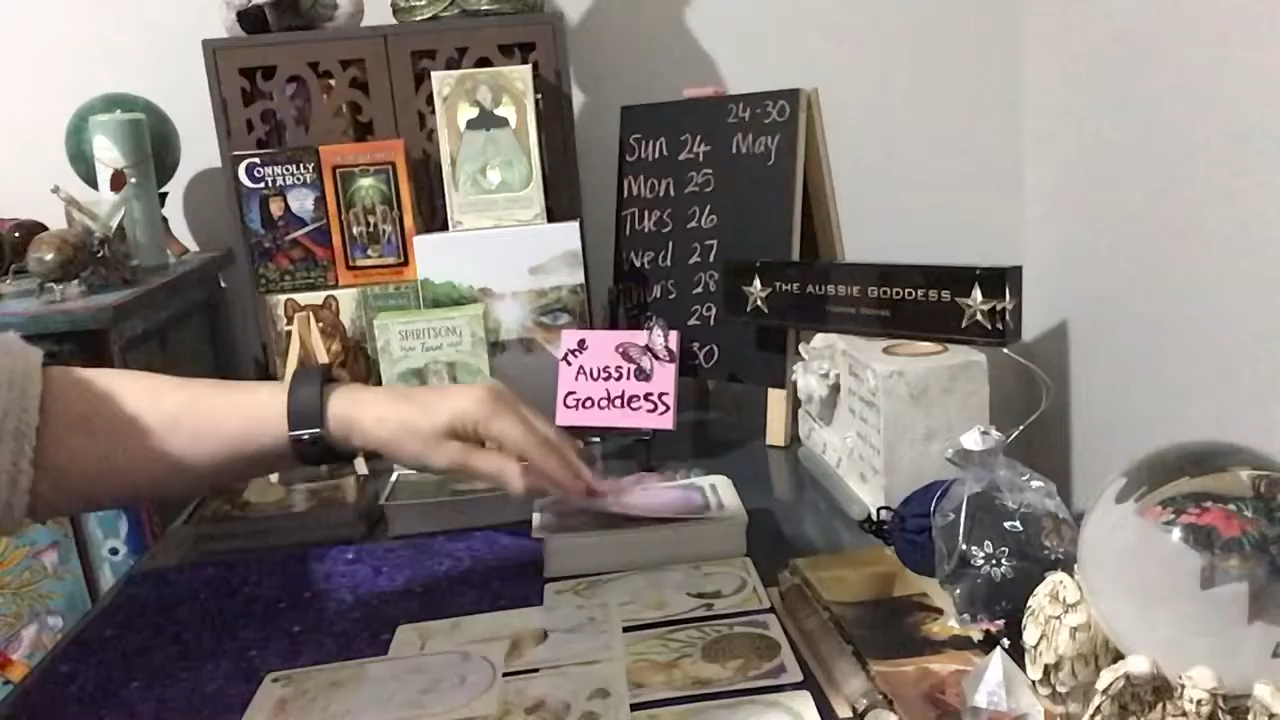 24-30
May
Sun 24
Mon 25
Tues 26
Wed 27
Thurs 28
29
30
CONNOLLY
TAROT
SPIRITSONG
Tarot
THE AUSSIE GODDESS
The
Aussie
Goddess